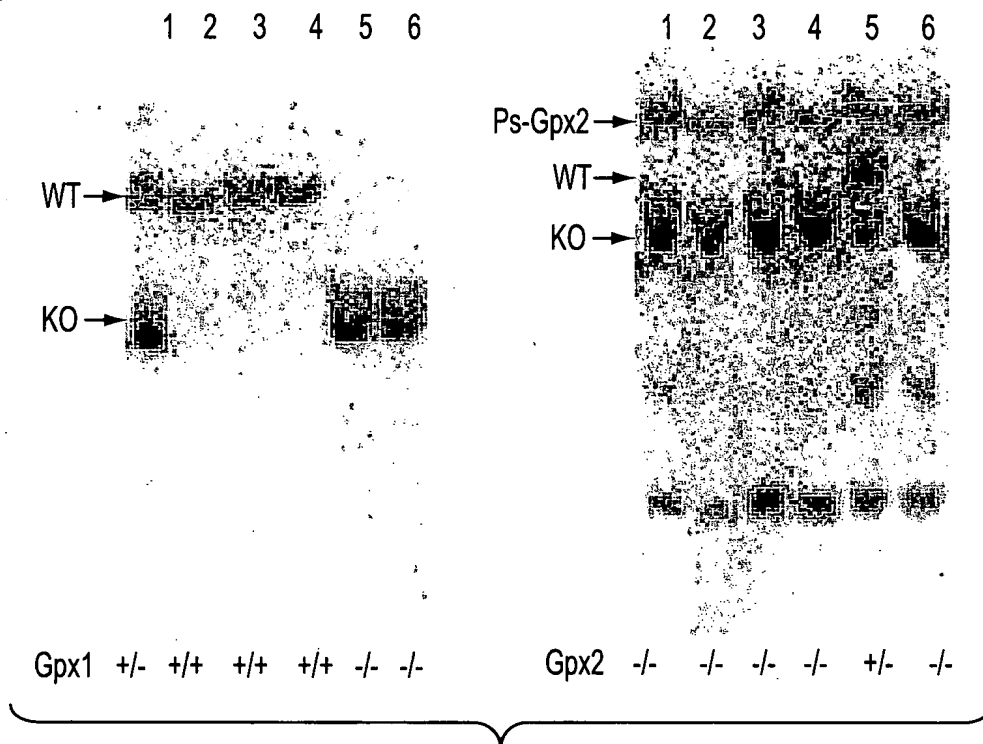 1 2 3 4 5 6
WT
KO
Gpx1 +/- +/+ +/+ +/+ -/- -/-
1 2 3 4 5 6
Ps-Gpx2
WT
KO
Gpx2 -/- -/- -/- -/- +/- -/-